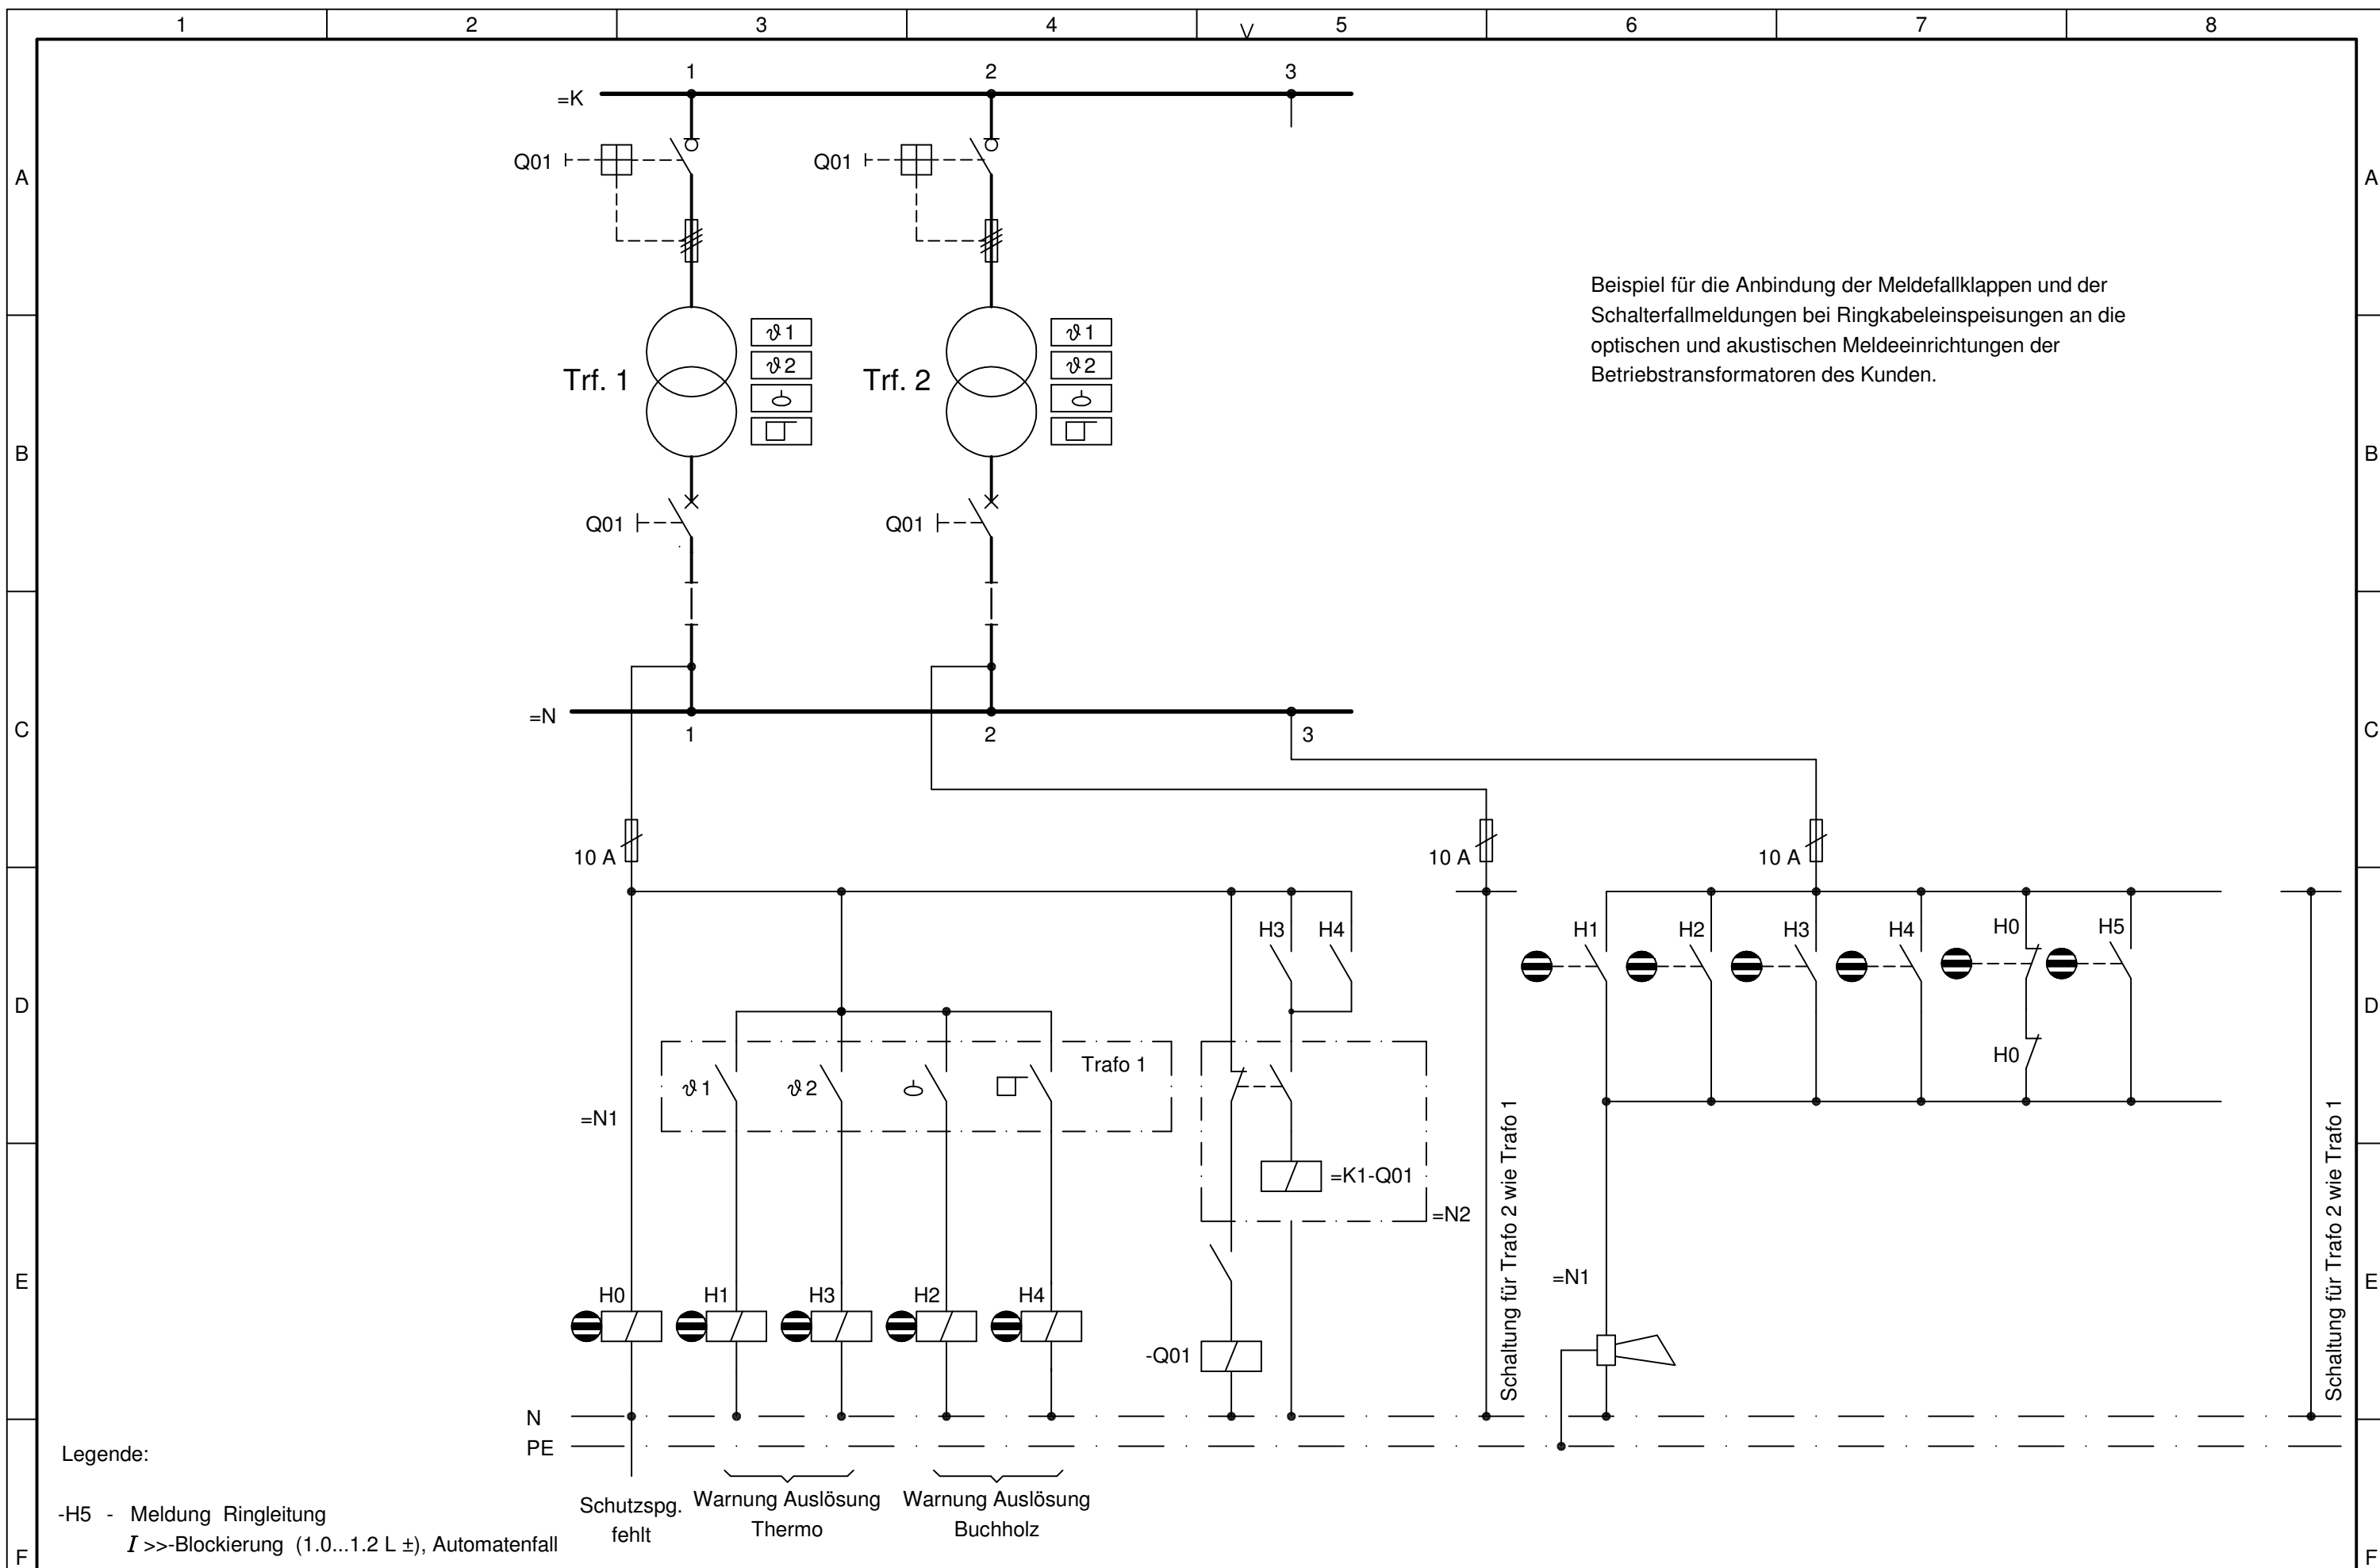 1 2 3 4 5 6 7 8
1 2 3
=K
Q01 Q01
A A
Beispiel für die Anbindung der Meldefallklappen und der
Schalterfallmeldungen bei Ringkabeleinspeisungen an die
optischen und akustischen Meldeeinrichtungen der
Betriebstransformatoren des Kunden.
ϑ1 ϑ1
ϑ2 ϑ2
Trf. 1 Trf. 2
B B
Q01 Q01
=N
C C
1 2 3
10 A 10 A 10 A
H3 H4 H1 H2 H3 H4 H0 H5
D D
Trafo 1
H0
ϑ1 ϑ2
=N1
=K1-Q01
=N2
Schaltung für Trafo 2 wie Trafo 1
Schaltung für Trafo 2 wie Trafo 1
=N1
E E
H0 H1 H3 H2 H4
-Q01
N
PE
Legende:
Schutzspg.
fehlt
Warnung Auslösung
Thermo
Warnung Auslösung
Buchholz
-H5 - Meldung Ringleitung
I >>-Blockierung (1.0...1.2 L ±), Automatenfall
F F